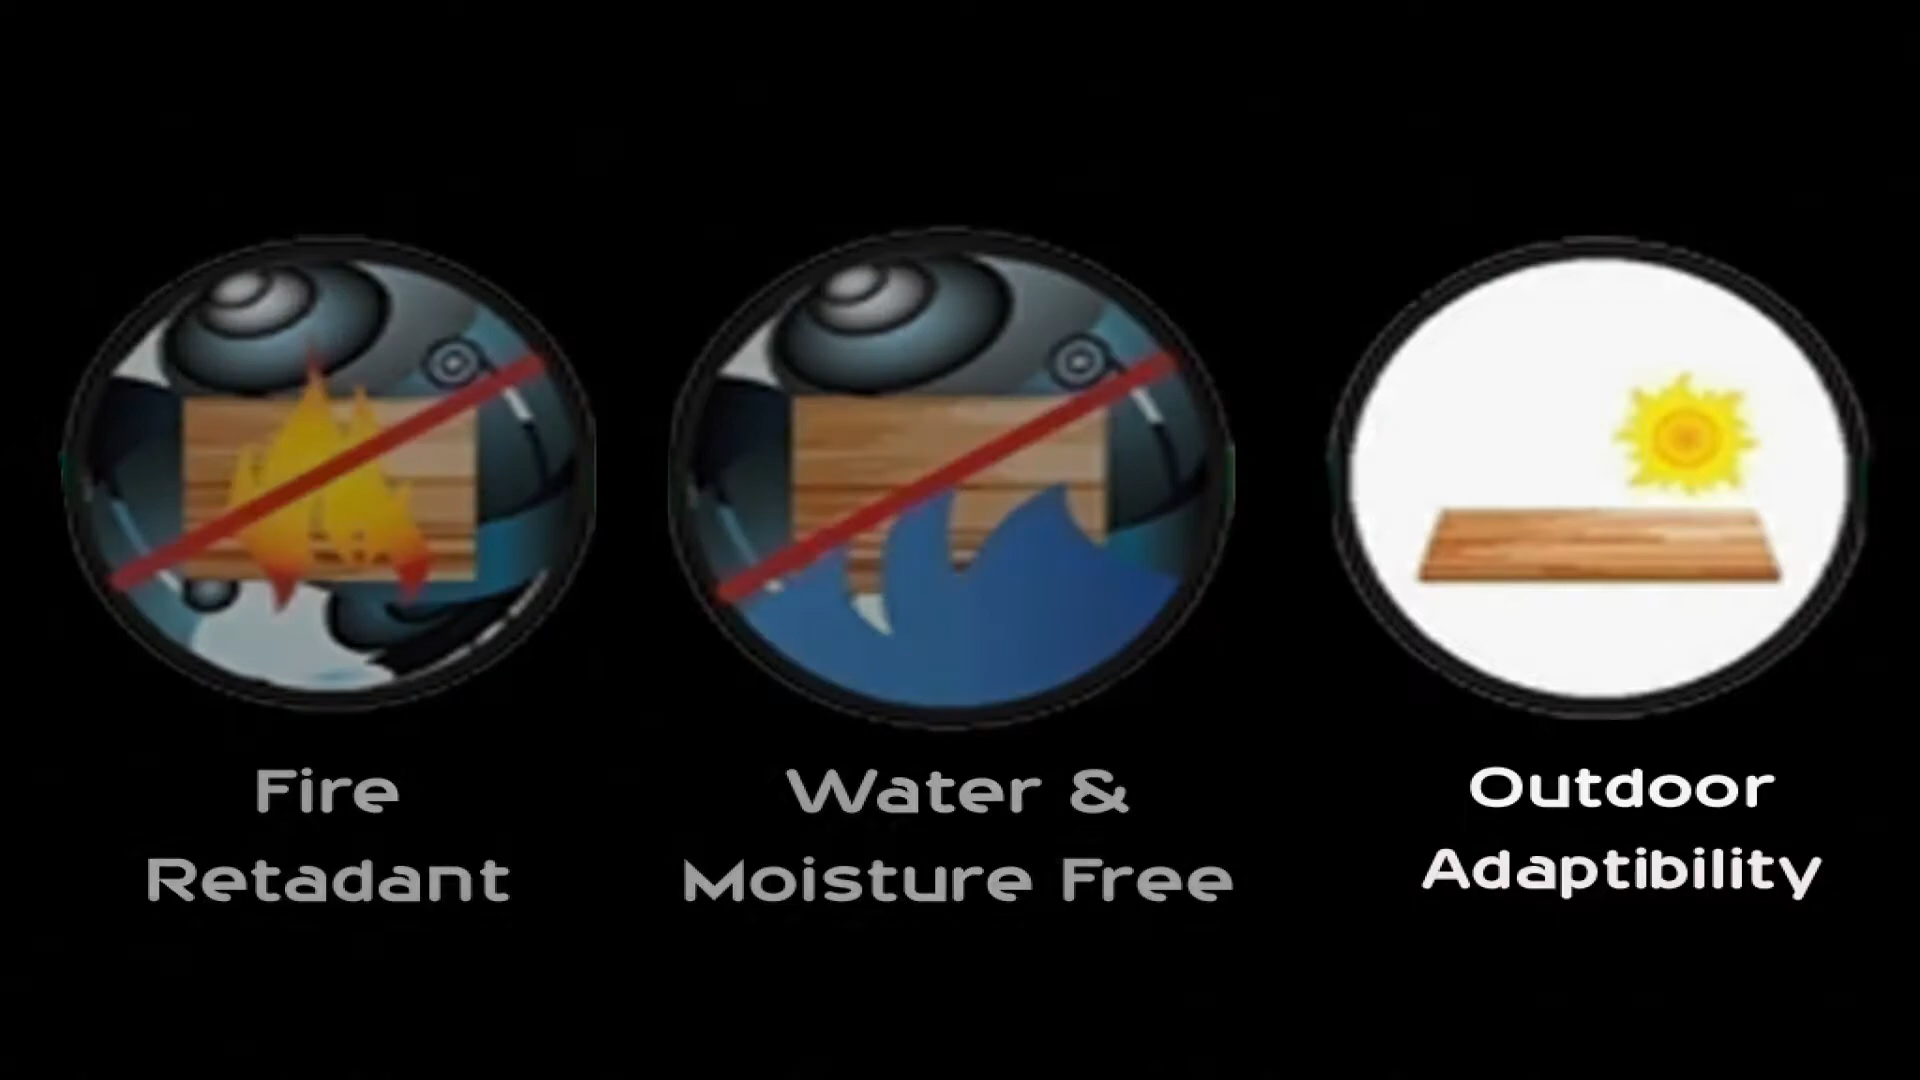 Fire
Retadant
Water &
Moisture Free
Outdoor
Adaptibility